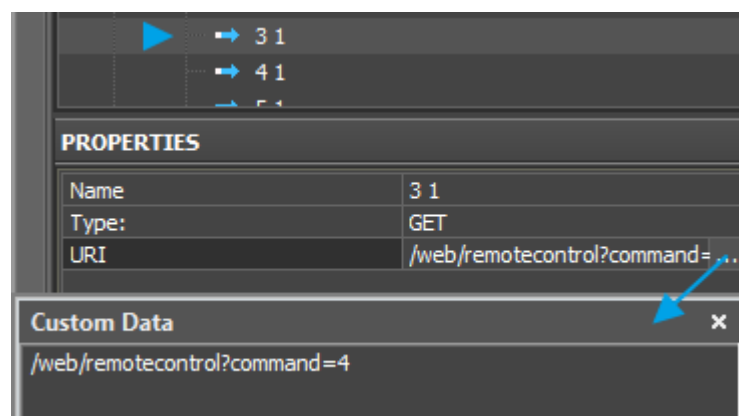 3 1
4 1
PROPERTIES
Name 3 1
Type: GET
URI /web/remotecontrol?command= ...
Custom Data ×
/web/remotecontrol?command=4